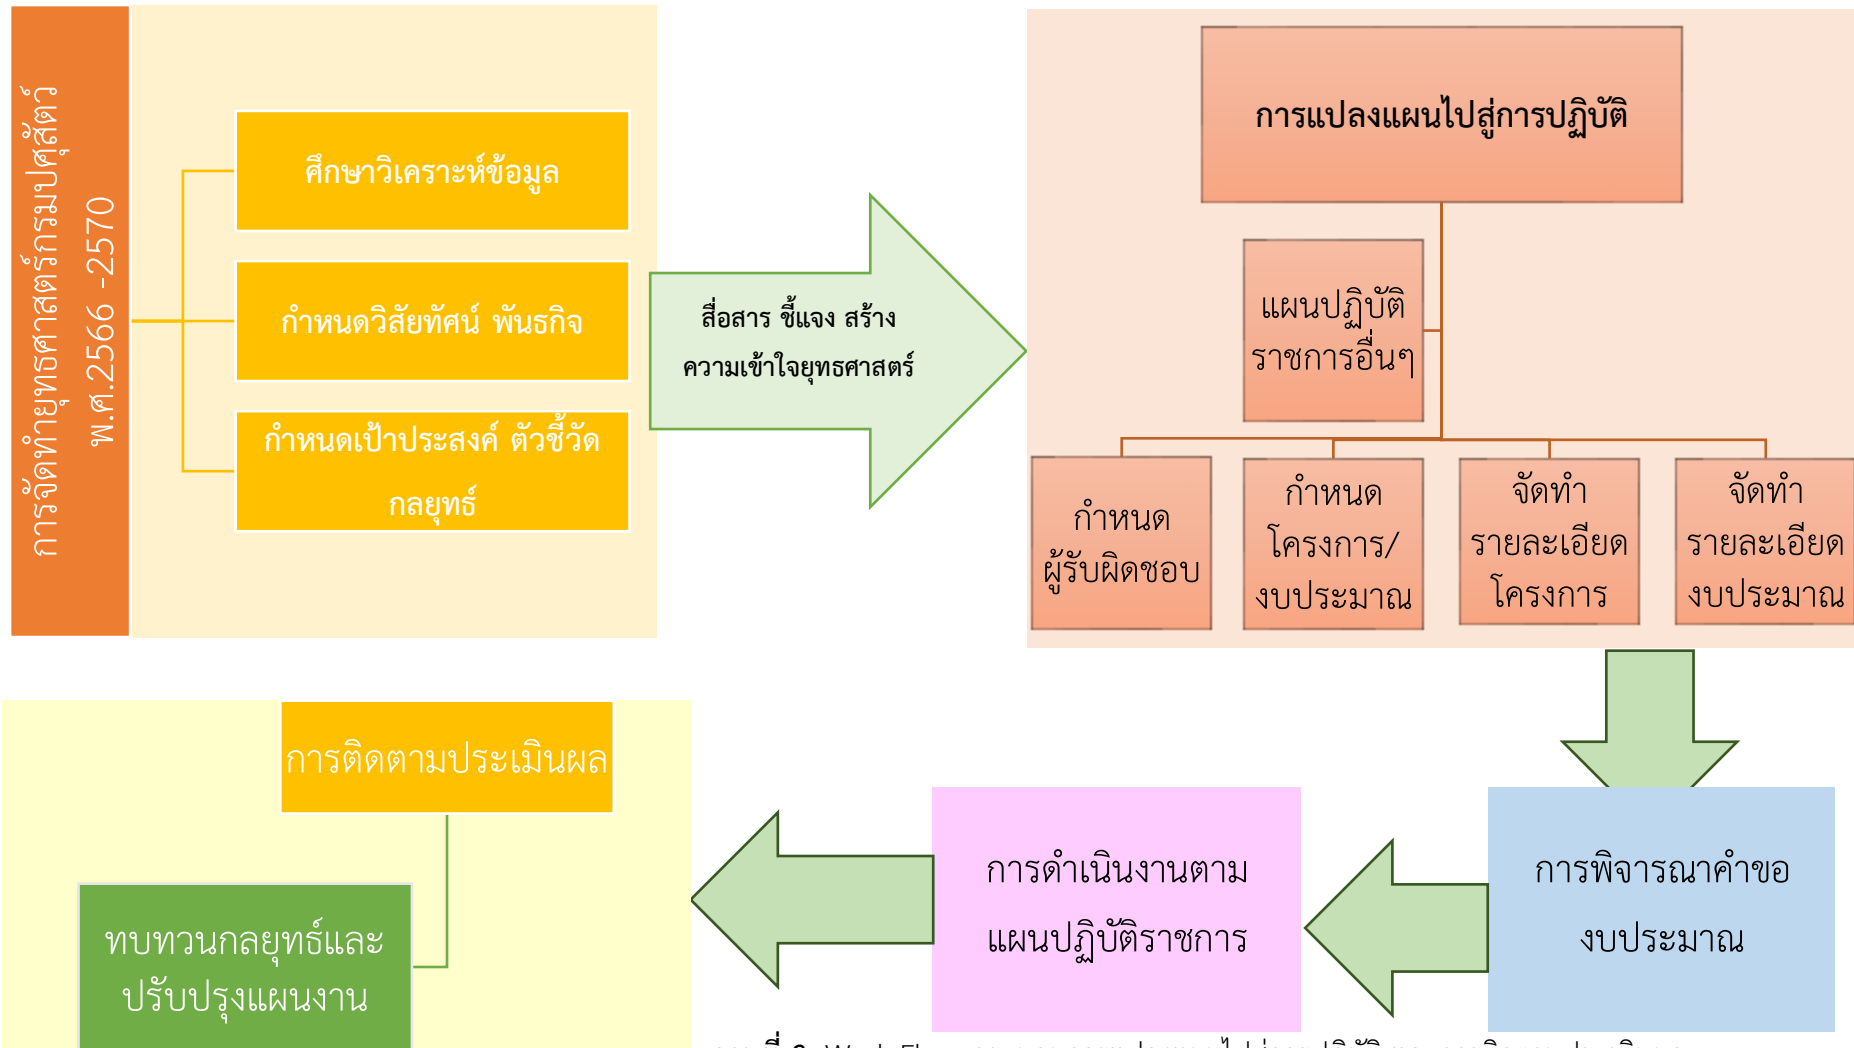 การจัดทำยุทธศาสตร์กรมปศุสัตว์
พ.ศ.2566 -2570
ศึกษาวิเคราะห์ข้อมูล
กำหนดวิสัยทัศน์ พันธกิจ
กำหนดเป้าประสงค์ ตัวชี้วัด
กลยุทธ์
สื่อสาร ชี้แจง สร้าง
ความเข้าใจยุทธศาสตร์
การแปลงแผนไปสู่การปฏิบัติ
แผนปฏิบัติ
ราชการอื่นๆ
กำหนด
ผู้รับผิดชอบ
กำหนด
โครงการ/
งบประมาณ
จัดทำ
รายละเอียด
โครงการ
จัดทำ
รายละเอียด
งบประมาณ
การพิจารณาคำขอ
งบประมาณ
การดำเนินงานตาม
แผนปฏิบัติราชการ
การติดตามประเมินผล
ทบทวนกลยุทธ์และ
ปรับปรุงแผนงาน